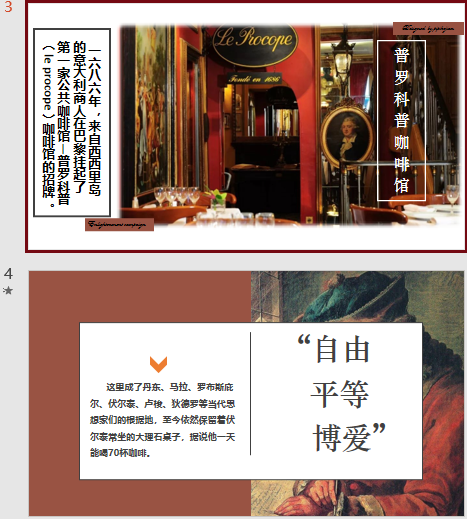 3
一六八六年，来自西西里岛
的意大利商人在巴黎挂起了
第一家公共咖啡馆—普罗科普
（le procope）咖啡馆的招牌。
Le Procope
Fondé en 1686
普罗科普咖啡馆
4
这里成了丹东、马拉、罗布斯庇
尔、伏尔泰、卢梭、狄德罗等当代思
想家们的根据地，至今依然保留着伏
尔泰常坐的大理石桌子，据说他一天
能喝70杯咖啡。
“自由
平等
博爱”